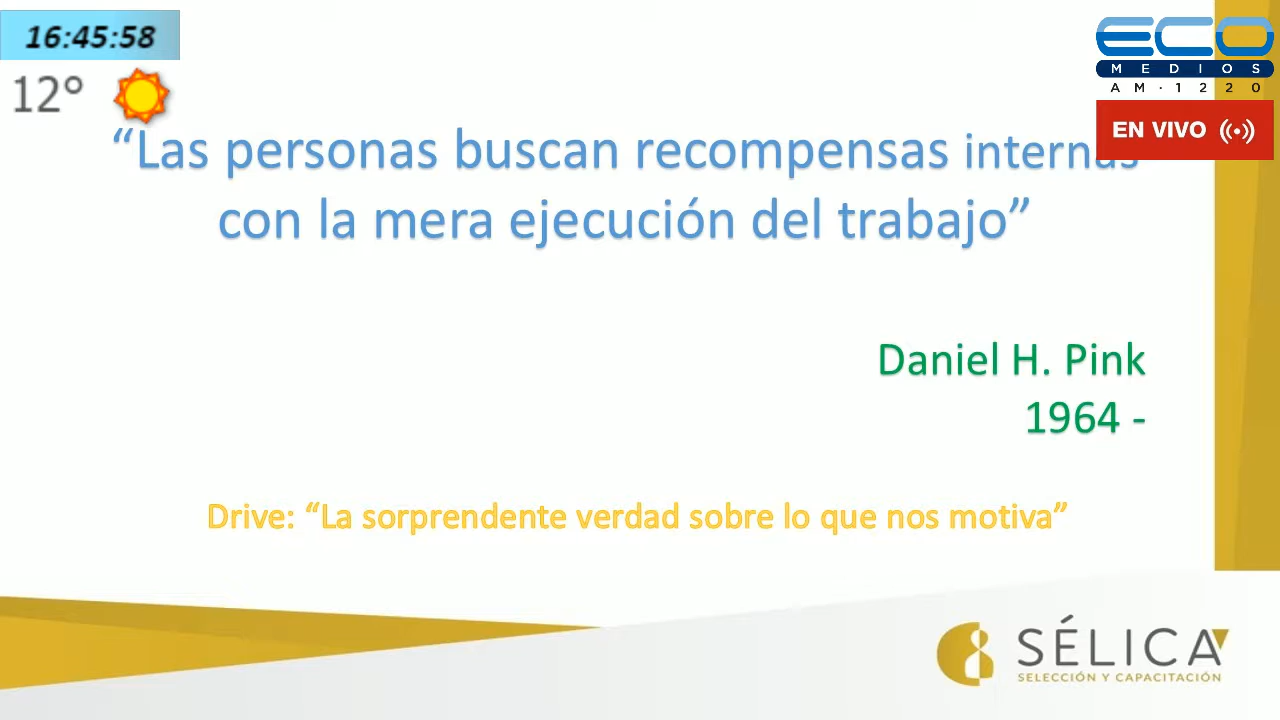 16:45:58
12°
ECO
MEDIOS
AM·1220
EN VIVO
“Las personas buscan recompensas internas
con la mera ejecución del trabajo”
Daniel H. Pink
1964 -
Drive: “La sorprendente verdad sobre lo que nos motiva”
SÉLICA
SELECCIÓN Y CAPACITACIÓN